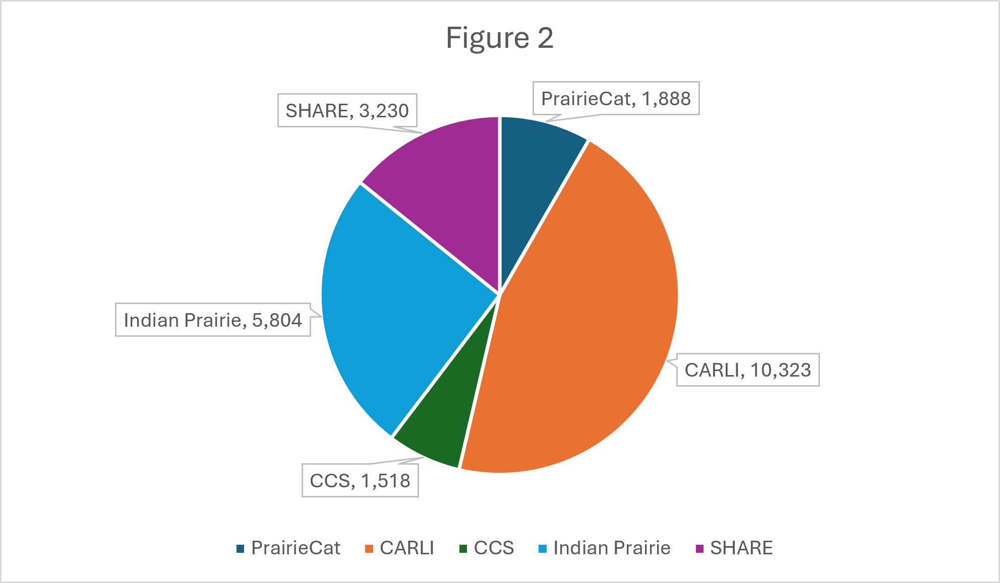 Figure 2
PrairieCat, 1,888
SHARE, 3,230
Indian Prairie, 5,804
CARLI, 10,323
CCS, 1,518
PrairieCat CARLI CCS Indian Prairie SHARE